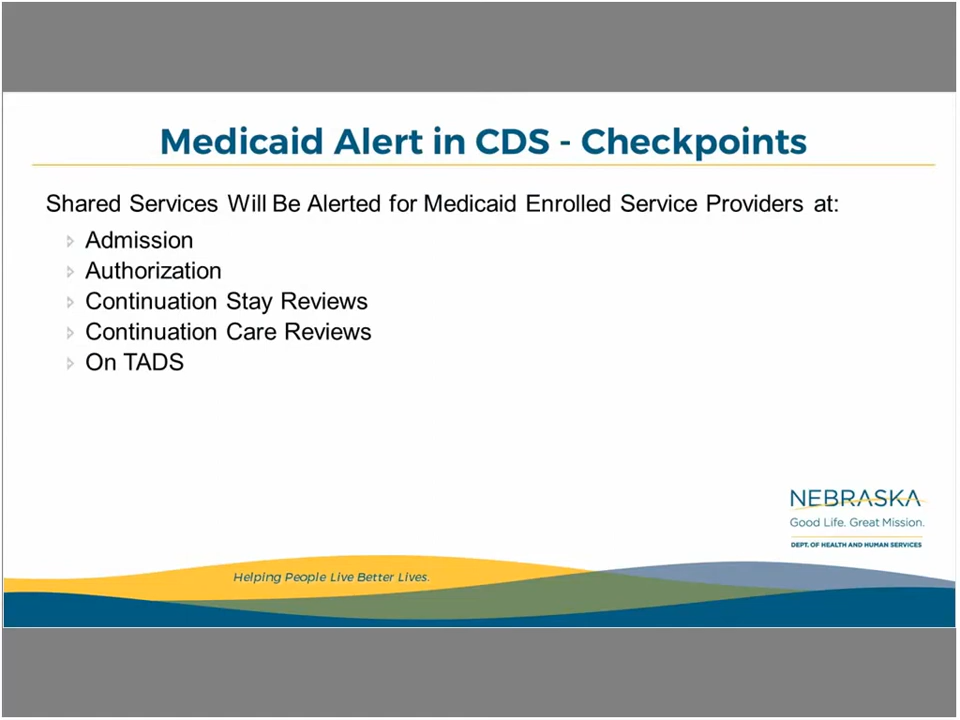 Medicaid Alert in CDS - Checkpoints
Shared Services Will Be Alerted for Medicaid Enrolled Service Providers at:
Admission
Authorization
Continuation Stay Reviews
Continuation Care Reviews
On TADS
NEBRASKA
Good Life. Great Mission.
DEPT. OF HEALTH AND HUMAN SERVICES
Helping People Live Better Lives.